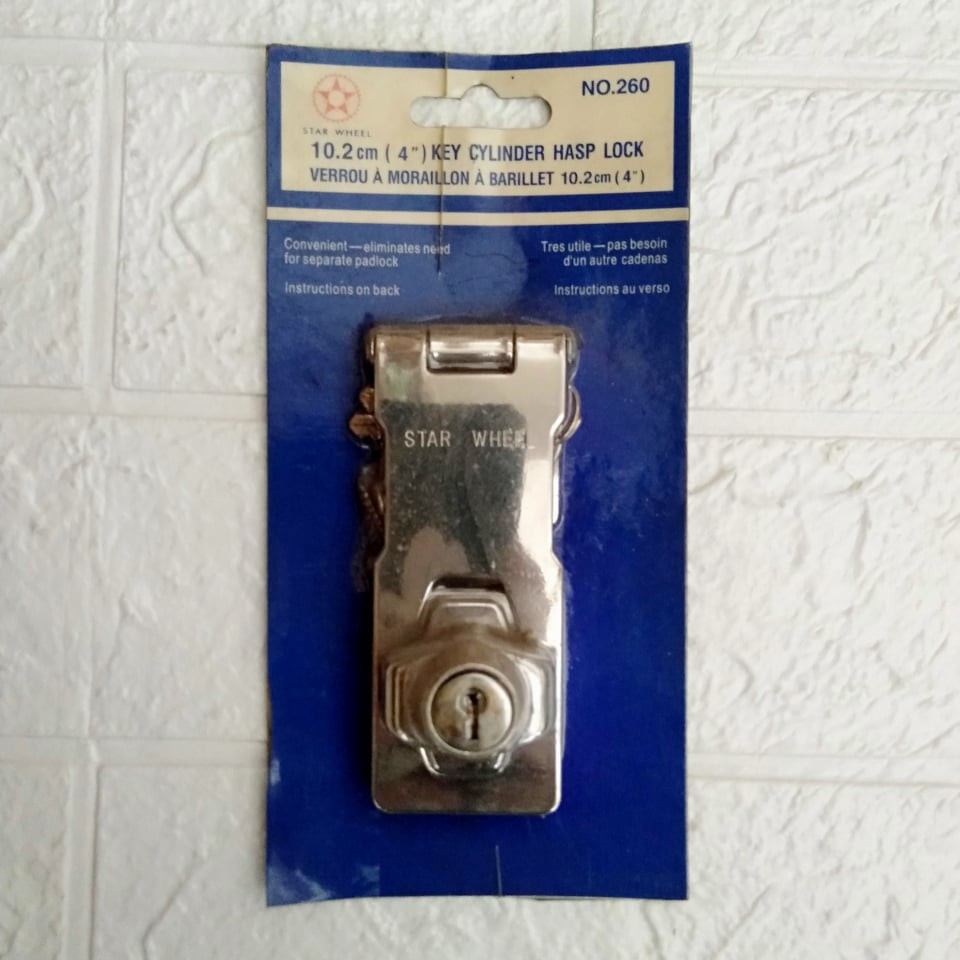 NO.260
STAR WHEEL
10.2cm ( 4") KEY CYLINDER HASP LOCK
VERROU À MORAILLON À BARILLET 10.2cm ( 4" )
Convenient — eliminates need
for separate padlock
Instructions on back
Tres utile — pas besoin
d'un autre cadenas
Instructions au verso
STAR WHEEL